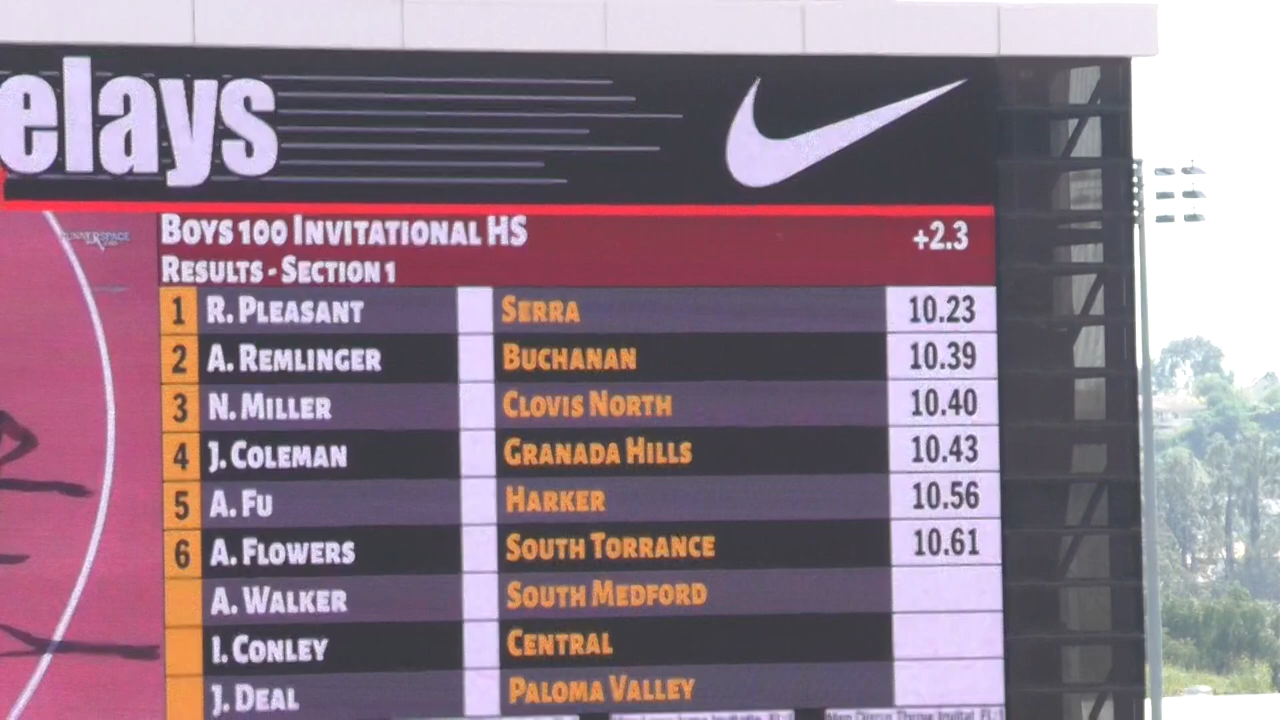 elays
RUNNERSPACE
BOYS 100 INVITATIONAL HS +2.3
RESULTS - SECTION 1
1 R. PLEASANT SERRA 10.23
2 A. REMLINGER BUCHANAN 10.39
3 N. MILLER CLOVIS NORTH 10.40
4 J. COLEMAN GRANADA HILLS 10.43
5 A. FU HARKER 10.56
6 A. FLOWERS SOUTH TORRANCE 10.61
A. WALKER SOUTH MEDFORD
I. CONLEY CENTRAL
J. DEAL PALOMA VALLEY